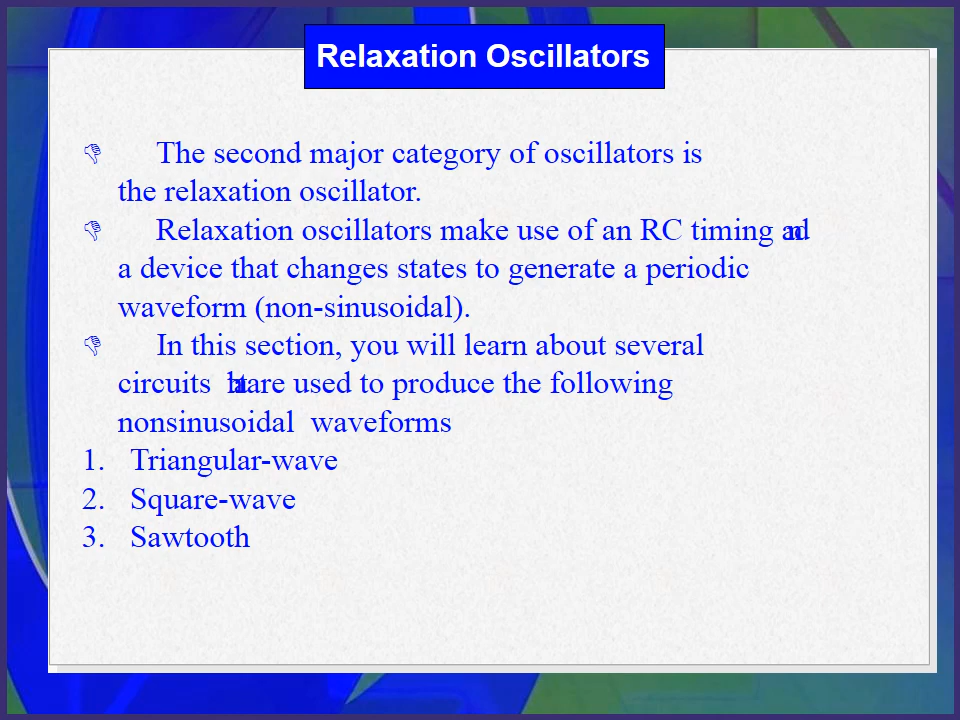 Relaxation Oscillators
The second major category of oscillators is
the relaxation oscillator.
Relaxation oscillators make use of an RC timing and
a device that changes states to generate a periodic
waveform (non-sinusoidal).
In this section, you will learn about several
circuits that are used to produce the following
nonsinusoidal waveforms
1. Triangular-wave
2. Square-wave
3. Sawtooth